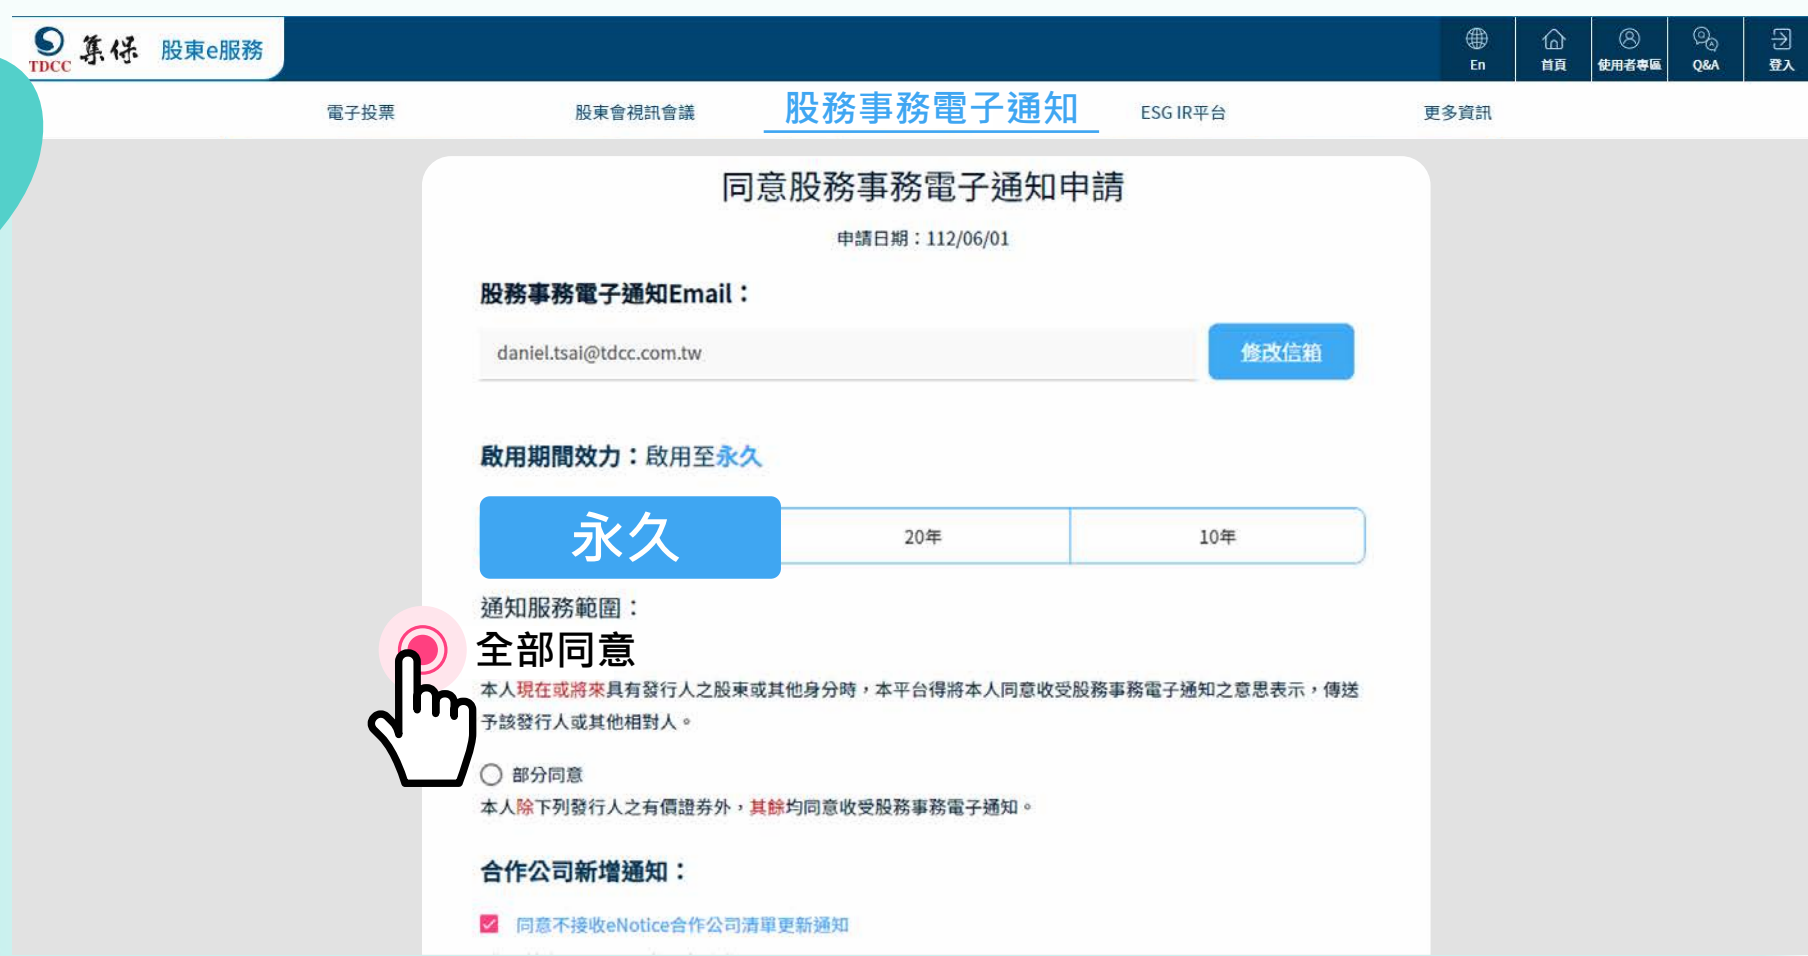 TDCC 集保 股東e服務
En 首頁 使用者專區 Q&A 登入
電子投票 股東會視訊會議 股務事務電子通知 ESG IR平台 更多資訊
同意股務事務電子通知申請
申請日期：112/06/01
股務事務電子通知Email：
daniel.tsai@tdcc.com.tw 修改信箱
啟用期間效力：啟用至永久
永久 20年 10年
通知服務範圍：
全部同意
本人現在或將來具有發行人之股東或其他身分時，本平台得將本人同意收受股務事務電子通知之意思表示，傳送
予該發行人或其他相對人。
部分同意
本人除下列發行人之有價證券外，其餘均同意收受股務事務電子通知。
合作公司新增通知：
同意不接收eNotice合作公司清單更新通知